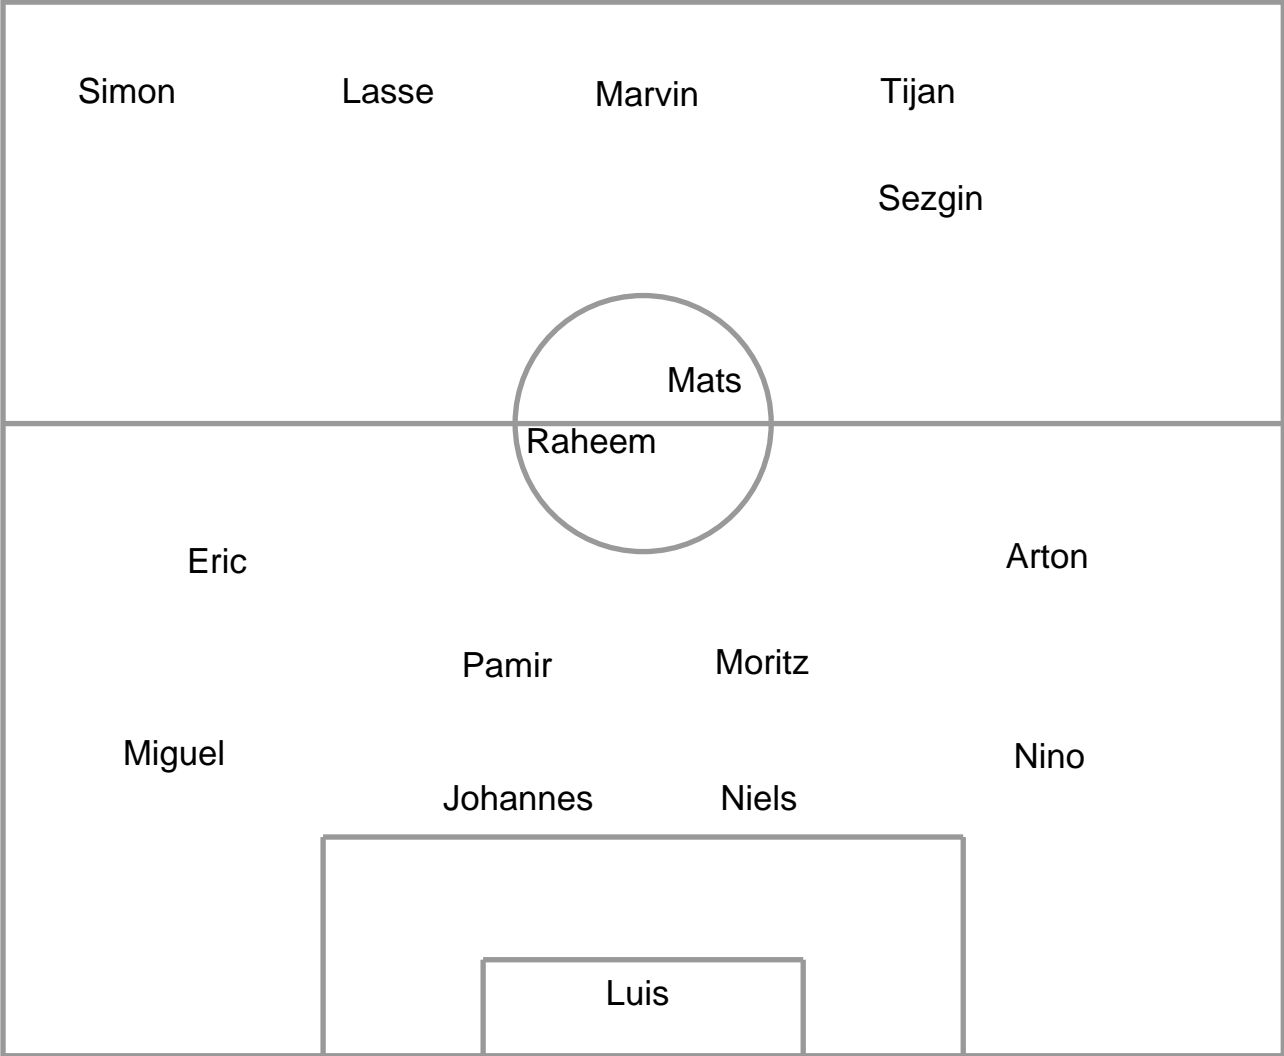 Simon
Lasse
Marvin
Tijan
Sezgin
Mats
Raheem
Eric
Arton
Pamir
Moritz
Miguel
Nino
Johannes
Niels
Luis